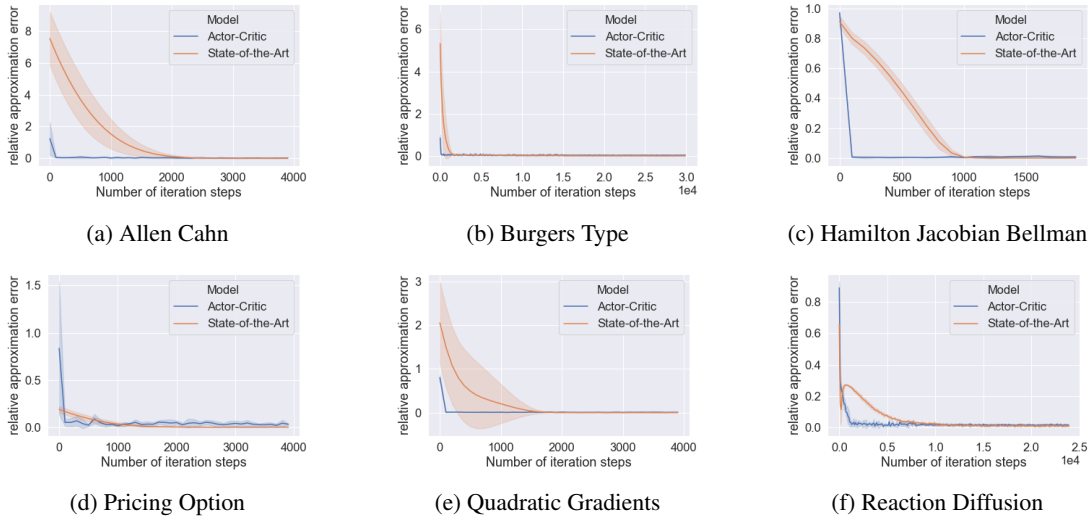 Model
Actor-Critic
State-of-the-Art
relative approximation error
8
6
4
2
0
0 1000 2000 3000 4000
Number of iteration steps
(a) Allen Cahn
Model
Actor-Critic
State-of-the-Art
relative approximation error
6
4
2
0
0.0 0.5 1.0 1.5 2.0 2.5 3.0
1e4
Number of iteration steps
(b) Burgers Type
Model
Actor-Critic
State-of-the-Art
relative approximation error
1.0
0.8
0.6
0.4
0.2
0.0
0 500 1000 1500
Number of iteration steps
(c) Hamilton Jacobian Bellman
Model
Actor-Critic
State-of-the-Art
relative approximation error
1.5
1.0
0.5
0.0
0 1000 2000 3000 4000
Number of iteration steps
(d) Pricing Option
Model
Actor-Critic
State-of-the-Art
relative approximation error
3
2
1
0
0 1000 2000 3000 4000
Number of iteration steps
(e) Quadratic Gradients
Model
Actor-Critic
State-of-the-Art
relative approximation error
0.8
0.6
0.4
0.2
0.0
0.0 0.5 1.0 1.5 2.0 2.5
1e4
Number of iteration steps
(f) Reaction Diffusion